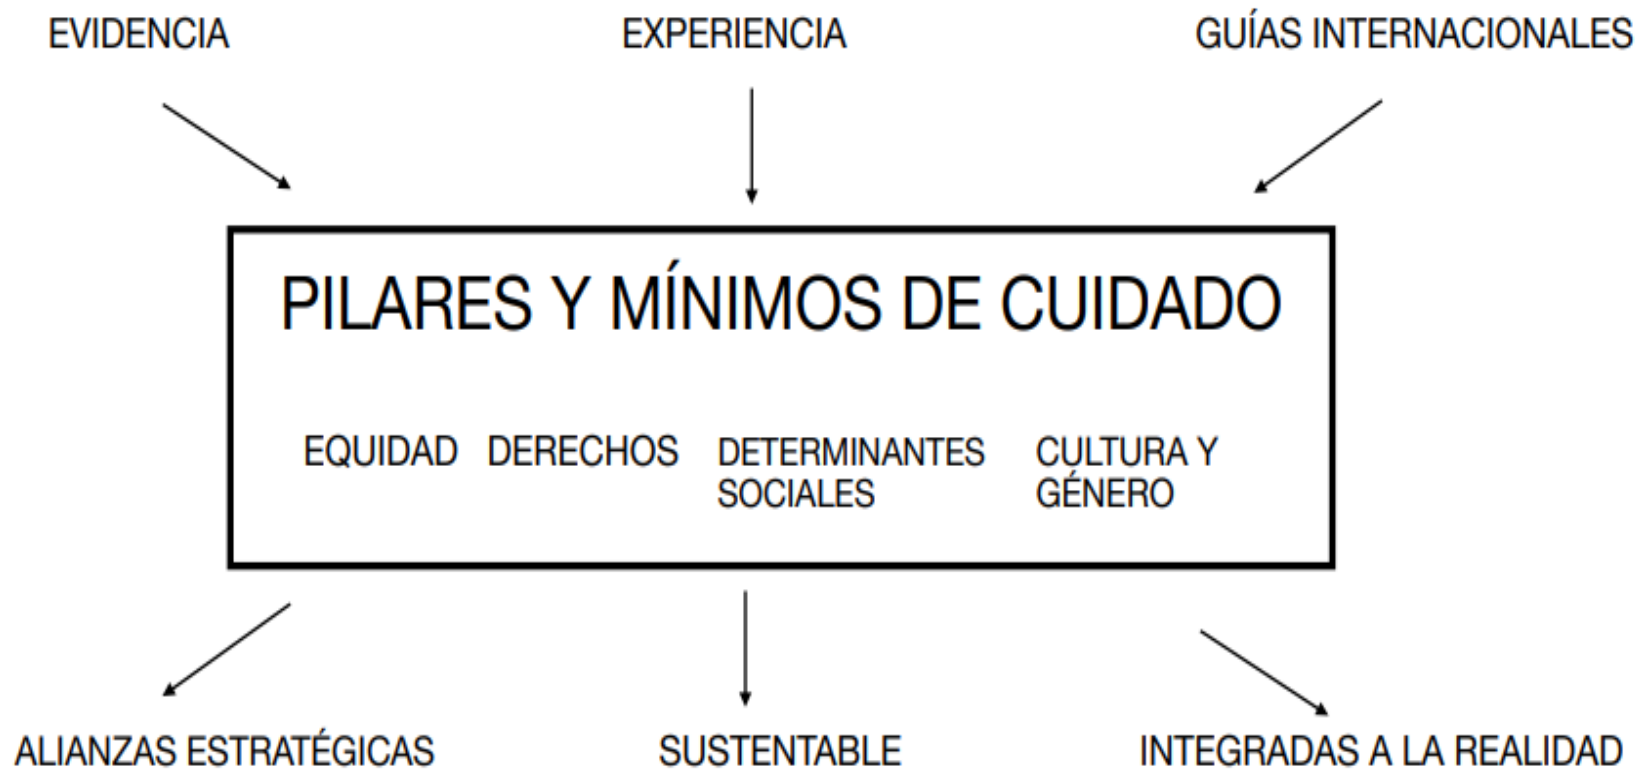 EVIDENCIA
EXPERIENCIA
GUÍAS INTERNACIONALES
PILARES Y MÍNIMOS DE CUIDADO
EQUIDAD
DERECHOS
DETERMINANTES
SOCIALES
CULTURA Y
GÉNERO
ALIANZAS ESTRATÉGICAS
SUSTENTABLE
INTEGRADAS A LA REALIDAD